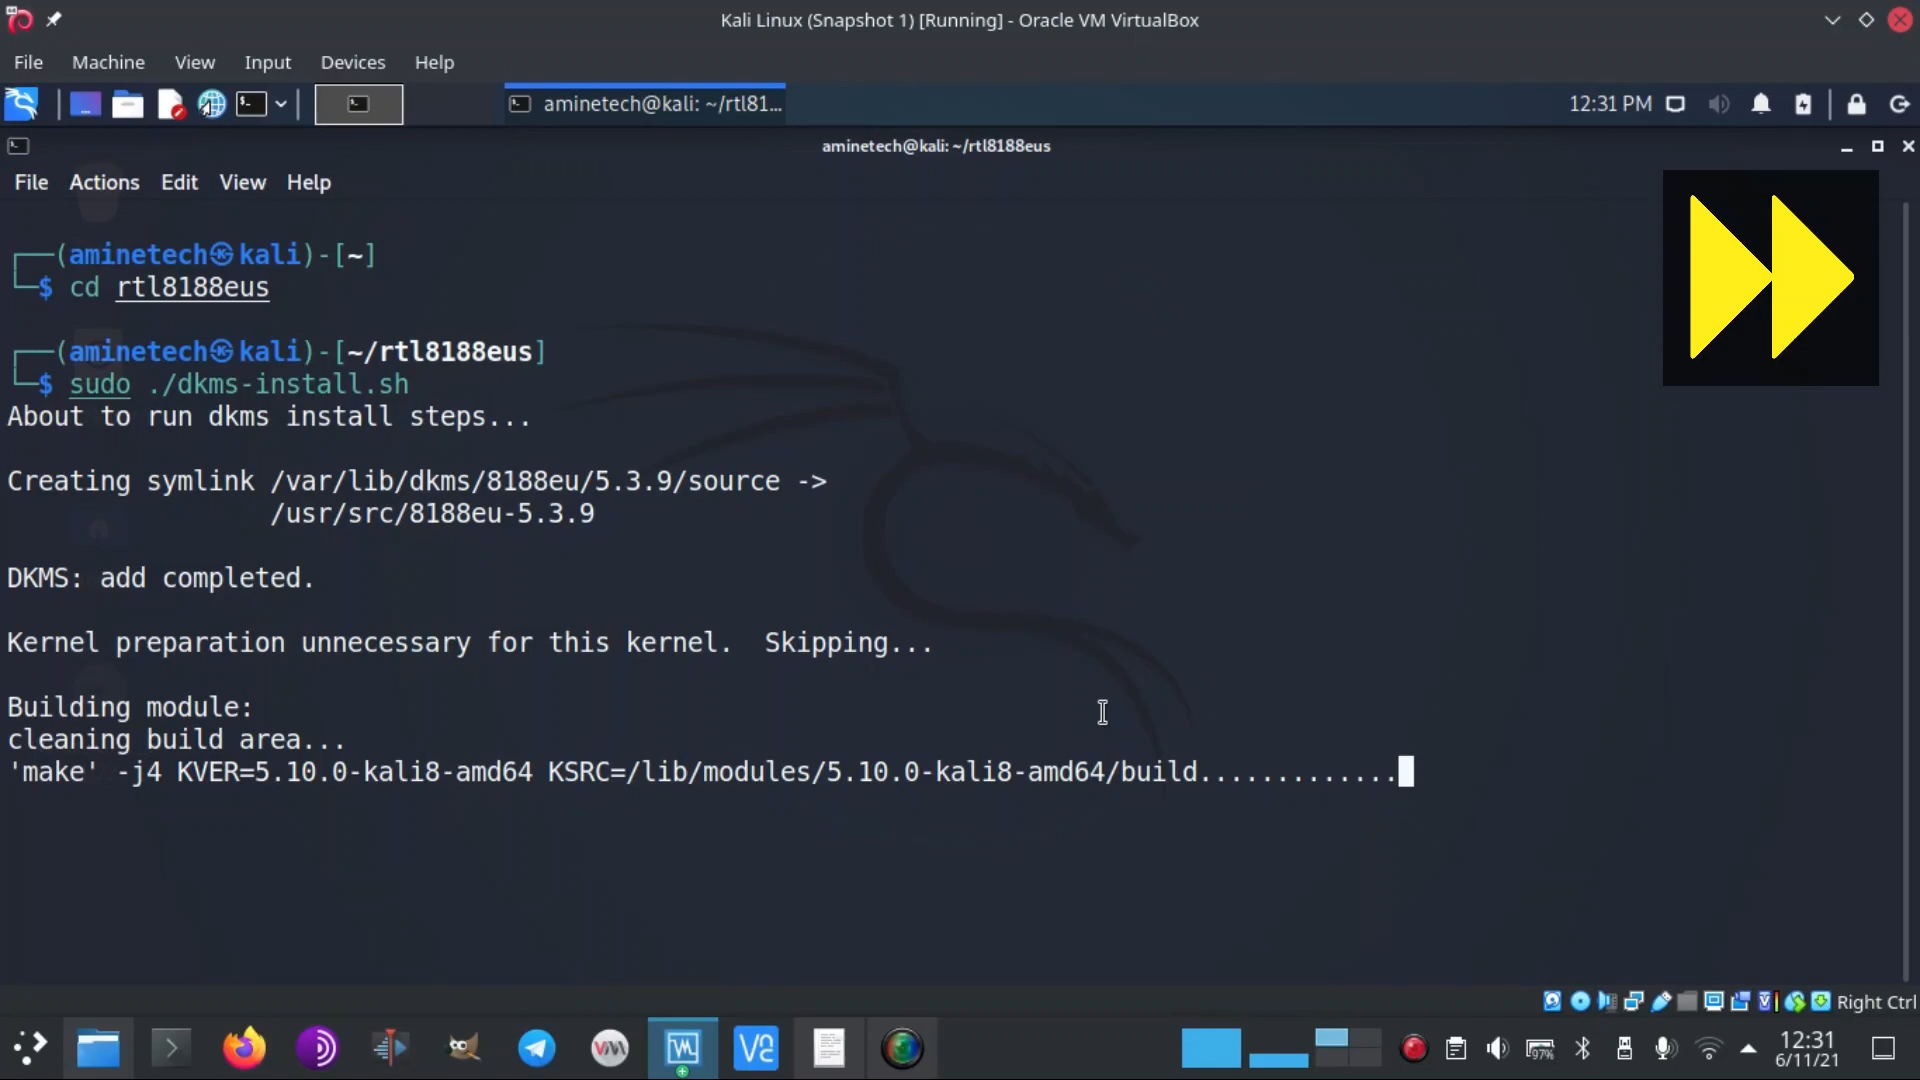 Kali Linux (Snapshot 1) [Running] - Oracle VM VirtualBox
File Machine View Input Devices Help
aminetech@kali: ~/rtl81...
12:31 PM
aminetech@kali: ~/rtl8188eus
File Actions Edit View Help
┌──(aminetech㉿kali)-[~]
└─$ cd rtl8188eus
┌──(aminetech㉿kali)-[~/rtl8188eus]
└─$ sudo ./dkms-install.sh
About to run dkms install steps...
Creating symlink /var/lib/dkms/8188eu/5.3.9/source ->
/usr/src/8188eu-5.3.9
DKMS: add completed.
Kernel preparation unnecessary for this kernel.  Skipping...
Building module:
cleaning build area...
'make' -j4 KVER=5.10.0-kali8-amd64 KSRC=/lib/modules/5.10.0-kali8-amd64/build.............
Right Ctrl
97%
12:31
6/11/21